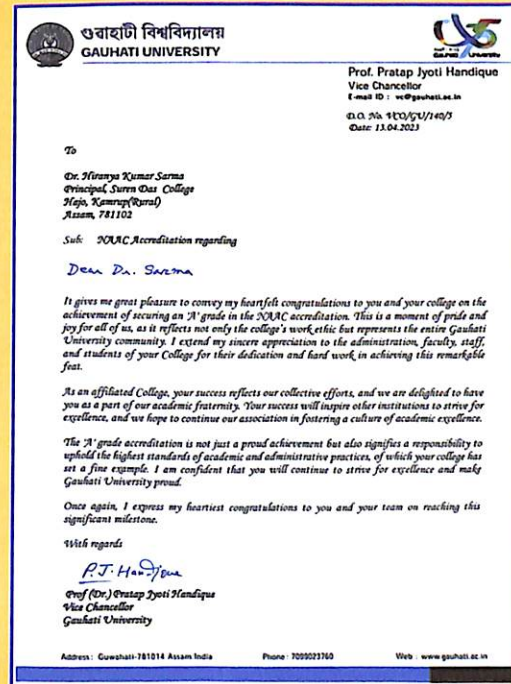 গুৱাহাটী বিশ্ববিদ্যালয়
GAUHATI UNIVERSITY
Prof. Pratap Jyoti Handique
Vice Chancellor
E-mail ID : vc@gauhati.ac.in
D.O. No. VCO/GU/140/5
Date: 13.04.2023
To
Dr. Hiranya Kumar Sarma
Principal, Suren Das College
Hajo, Kamrup(Rural)
Assam, 781102
Sub: NAAC Accreditation regarding
Dear Dr. Sarma
It gives me great pleasure to convey my heartfelt congratulations to you and your college on the
achievement of securing an 'A' grade in the NAAC accreditation. This is a moment of pride and
joy for all of us, as it reflects not only the college's work ethic but represents the entire Gauhati
University community. I extend my sincere appreciation to the administration, faculty, staff,
and students of your College for their dedication and hard work in achieving this remarkable
feat.
As an affiliated College, your success reflects our collective efforts, and we are delighted to have
you as a part of our academic fraternity. Your success will inspire other institutions to strive for
excellence, and we hope to continue our association in fostering a culture of academic excellence.
The 'A' grade accreditation is not just a proud achievement but also signifies a responsibility to
uphold the highest standards of academic and administrative practices, of which your college has
set a fine example. I am confident that you will continue to strive for excellence and make
Gauhati University proud.
Once again, I express my heartiest congratulations to you and your team on reaching this
significant milestone.
With regards
P.J. Handique
Prof (Dr.) Pratap Jyoti Handique
Vice Chancellor
Gauhati University
Address : Guwahati-781014 Assam India Phone : 7099023760 Web : www.gauhati.ac.in